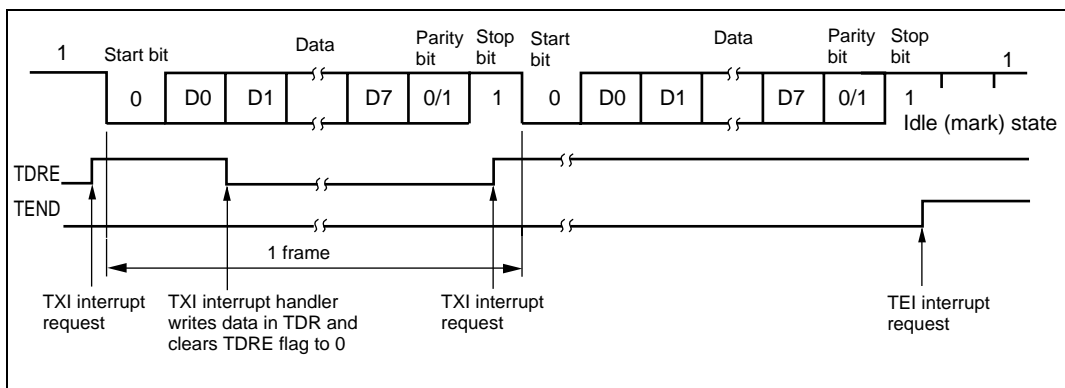 1
Start bit
Data
Parity bit
Stop bit
Start bit
Data
Parity bit
Stop bit
1
0 D0 D1 D7 0/1 1 0 D0 D1 D7 0/1 1
Idle (mark) state
TDRE
TEND
1 frame
TXI interrupt request
TXI interrupt handler writes data in TDR and clears TDRE flag to 0
TXI interrupt request
TEI interrupt request